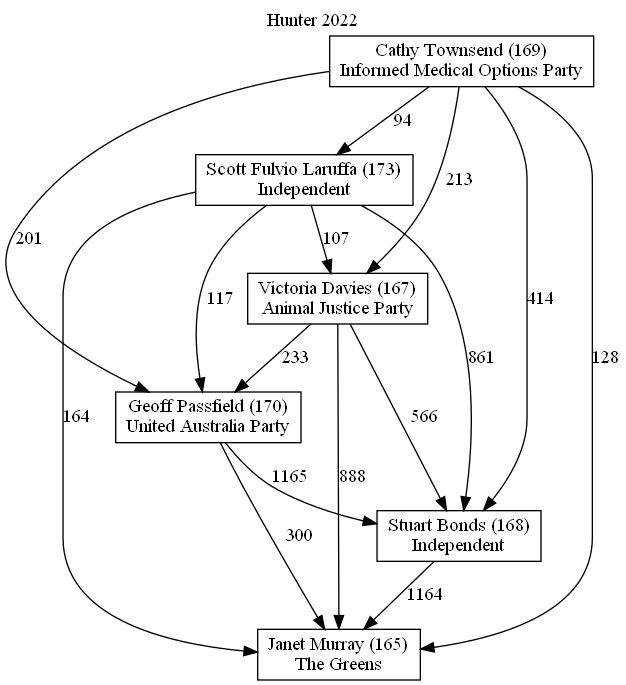 Hunter 2022
Cathy Townsend (169)
Informed Medical Options Party
94
Scott Fulvio Laruffa (173)
Independent
213
201
107
Victoria Davies (167)
Animal Justice Party
117
414
128
233
861
Geoff Passfield (170)
United Australia Party
164
566
1165
888
Stuart Bonds (168)
Independent
300
1164
Janet Murray (165)
The Greens